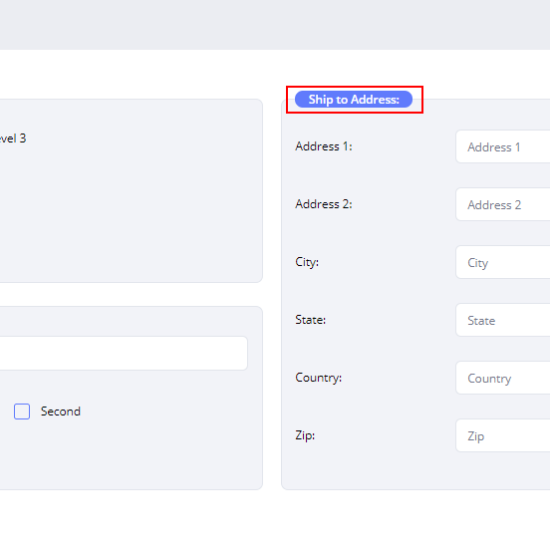 Ship to Address:
vel 3
Address 1:
Address 1
Address 2:
Address 2
City:
City
State:
State
Country:
Country
Second
Zip:
Zip